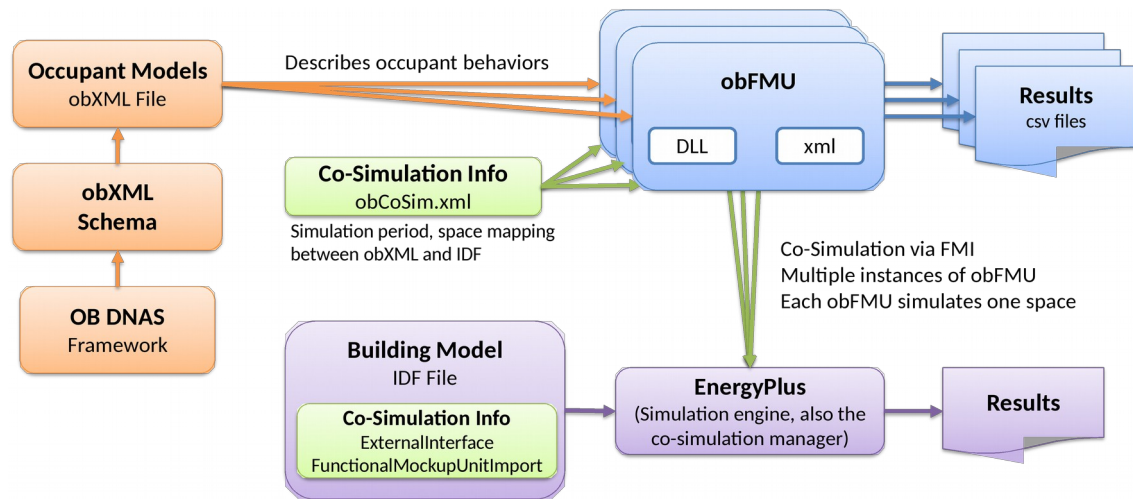 Occupant Models
obXML File
Describes occupant behaviors
obFMU
DLL
xml
Results
csv files
obXML
Schema
Co-Simulation Info
obCoSim.xml
Simulation period, space mapping
between obXML and IDF
OB DNAS
Framework
Co-Simulation via FMI
Multiple instances of obFMU
Each obFMU simulates one space
Building Model
IDF File
Co-Simulation Info
ExternalInterface
FunctionalMockupUnitImport
EnergyPlus
(Simulation engine, also the
co-simulation manager)
Results